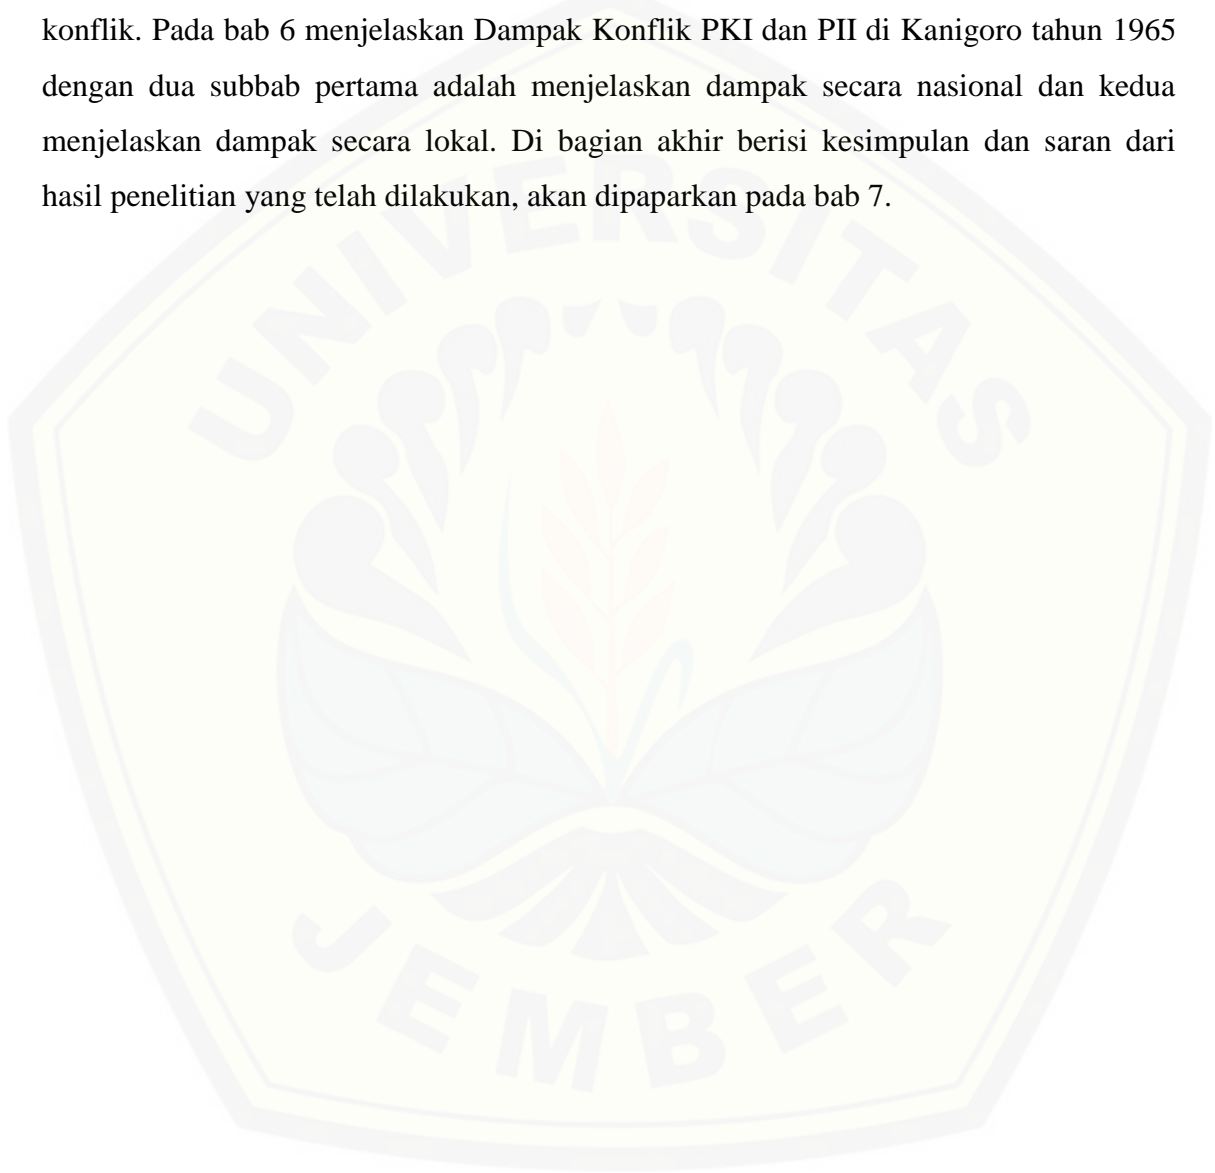 konflik. Pada bab 6 menjelaskan Dampak Konflik PKI dan PII di Kanigoro tahun 1965
dengan dua subbab pertama adalah menjelaskan dampak secara nasional dan kedua
menjelaskan dampak secara lokal. Di bagian akhir berisi kesimpulan dan saran dari
hasil penelitian yang telah dilakukan, akan dipaparkan pada bab 7.
UNIVERSITAS
JEMBER